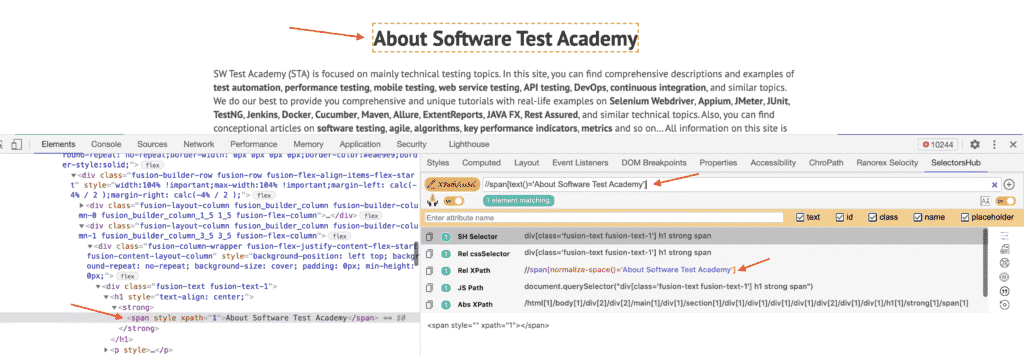 About Software Test Academy
SW Test Academy (STA) is focused on mainly technical testing topics. In this site, you can find comprehensive descriptions and examples of
test automation, performance testing, mobile testing, web service testing, API testing, DevOps, continuous integration, and similar topics.
We do our best to provide you comprehensive and unique tutorials with real-life examples on Selenium Webdriver, Appium, JMeter, JUnit,
TestNG, Jenkins, Docker, Cucumber, Maven, Allure, ExtentReports, JAVA FX, Rest Assured, and similar technical topics. Also, you can find
conceptual articles on software testing, agile, algorithms, key performance indicators, metrics and so on... All information on this site is
Elements Console Sources Network Performance Memory Application Security Lighthouse 10244
round-repeat: no-repeat;border-width: 0px 0px 0px 0px;border-color:#eae9e9;bord
er-style:solid;"> flex
<div class="fusion-builder-row fusion-row fusion-flex-align-items-flex-star
t" style="width:104% !important;max-width:104% !important;margin-left: calc(-
4% / 2 );margin-right: calc(-4% / 2 );"> flex
<div class="fusion-layout-column fusion_builder_column fusion-builder-colum
n-0 fusion_builder_column_1_5 1_5 fusion-flex-column">…</div> flex
<div class="fusion-layout-column fusion_builder_column fusion-builder-colum
n-1 fusion_builder_column_3_5 3_5 fusion-flex-column">
<div class="fusion-column-wrapper fusion-flex-justify-content-flex-start
fusion-content-layout-column" style="background-position: left top; backgr
ound-repeat: no-repeat; background-size: cover; padding: 0px; min-height:
0px;"> flex
<div class="fusion-text fusion-text-1">
<h1 style="text-align: center;">
<strong>
<span style xpath="1">About Software Test Academy</span> == $0
</strong>
</h1>
<p style>…</p>
Styles Computed Layout Event Listeners DOM Breakpoints Properties Accessibility ChroPath Ranorex Selocity SelectorsHub
XPath/cssSel //span[text()='About Software Test Academy']
1 element matching.
Enter attribute name text id class name placeholder
1 SH Selector div[class='fusion-text fusion-text-1'] h1 strong span
1 Rel cssSelector div[class='fusion-text fusion-text-1'] h1 strong span
1 Rel XPath //span[normalize-space()='About Software Test Academy']
1 JS Path document.querySelector("div[class='fusion-text fusion-text-1'] h1 strong span")
1 Abs XPath /html[1]/body[1]/div[2]/div[2]/main[1]/div[1]/section[1]/div[1]/div[1]/div[1]/div[1]/div[2]/div[1]/div[1]/h1[1]/strong[1]/span[1]
<span style="" xpath="1"></span>